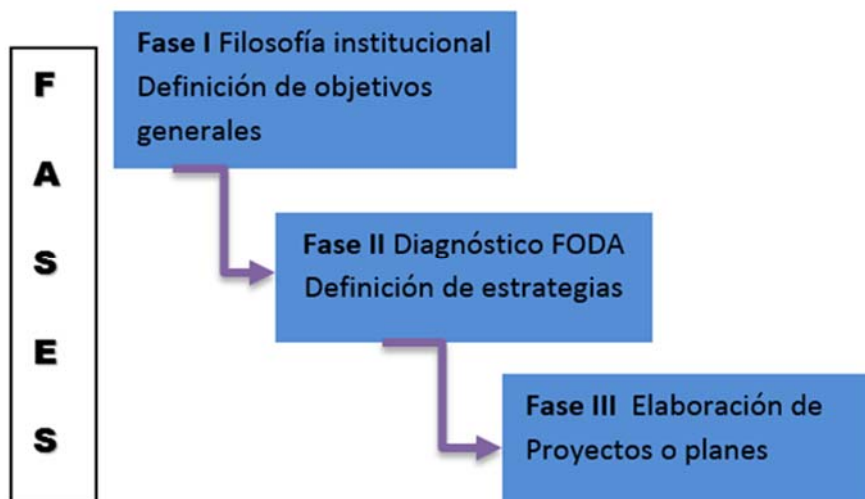 F
A
S
E
S
Fase I Filosofía institucional
Definición de objetivos
generales
Fase II Diagnóstico FODA
Definición de estrategias
Fase III Elaboración de
Proyectos o planes